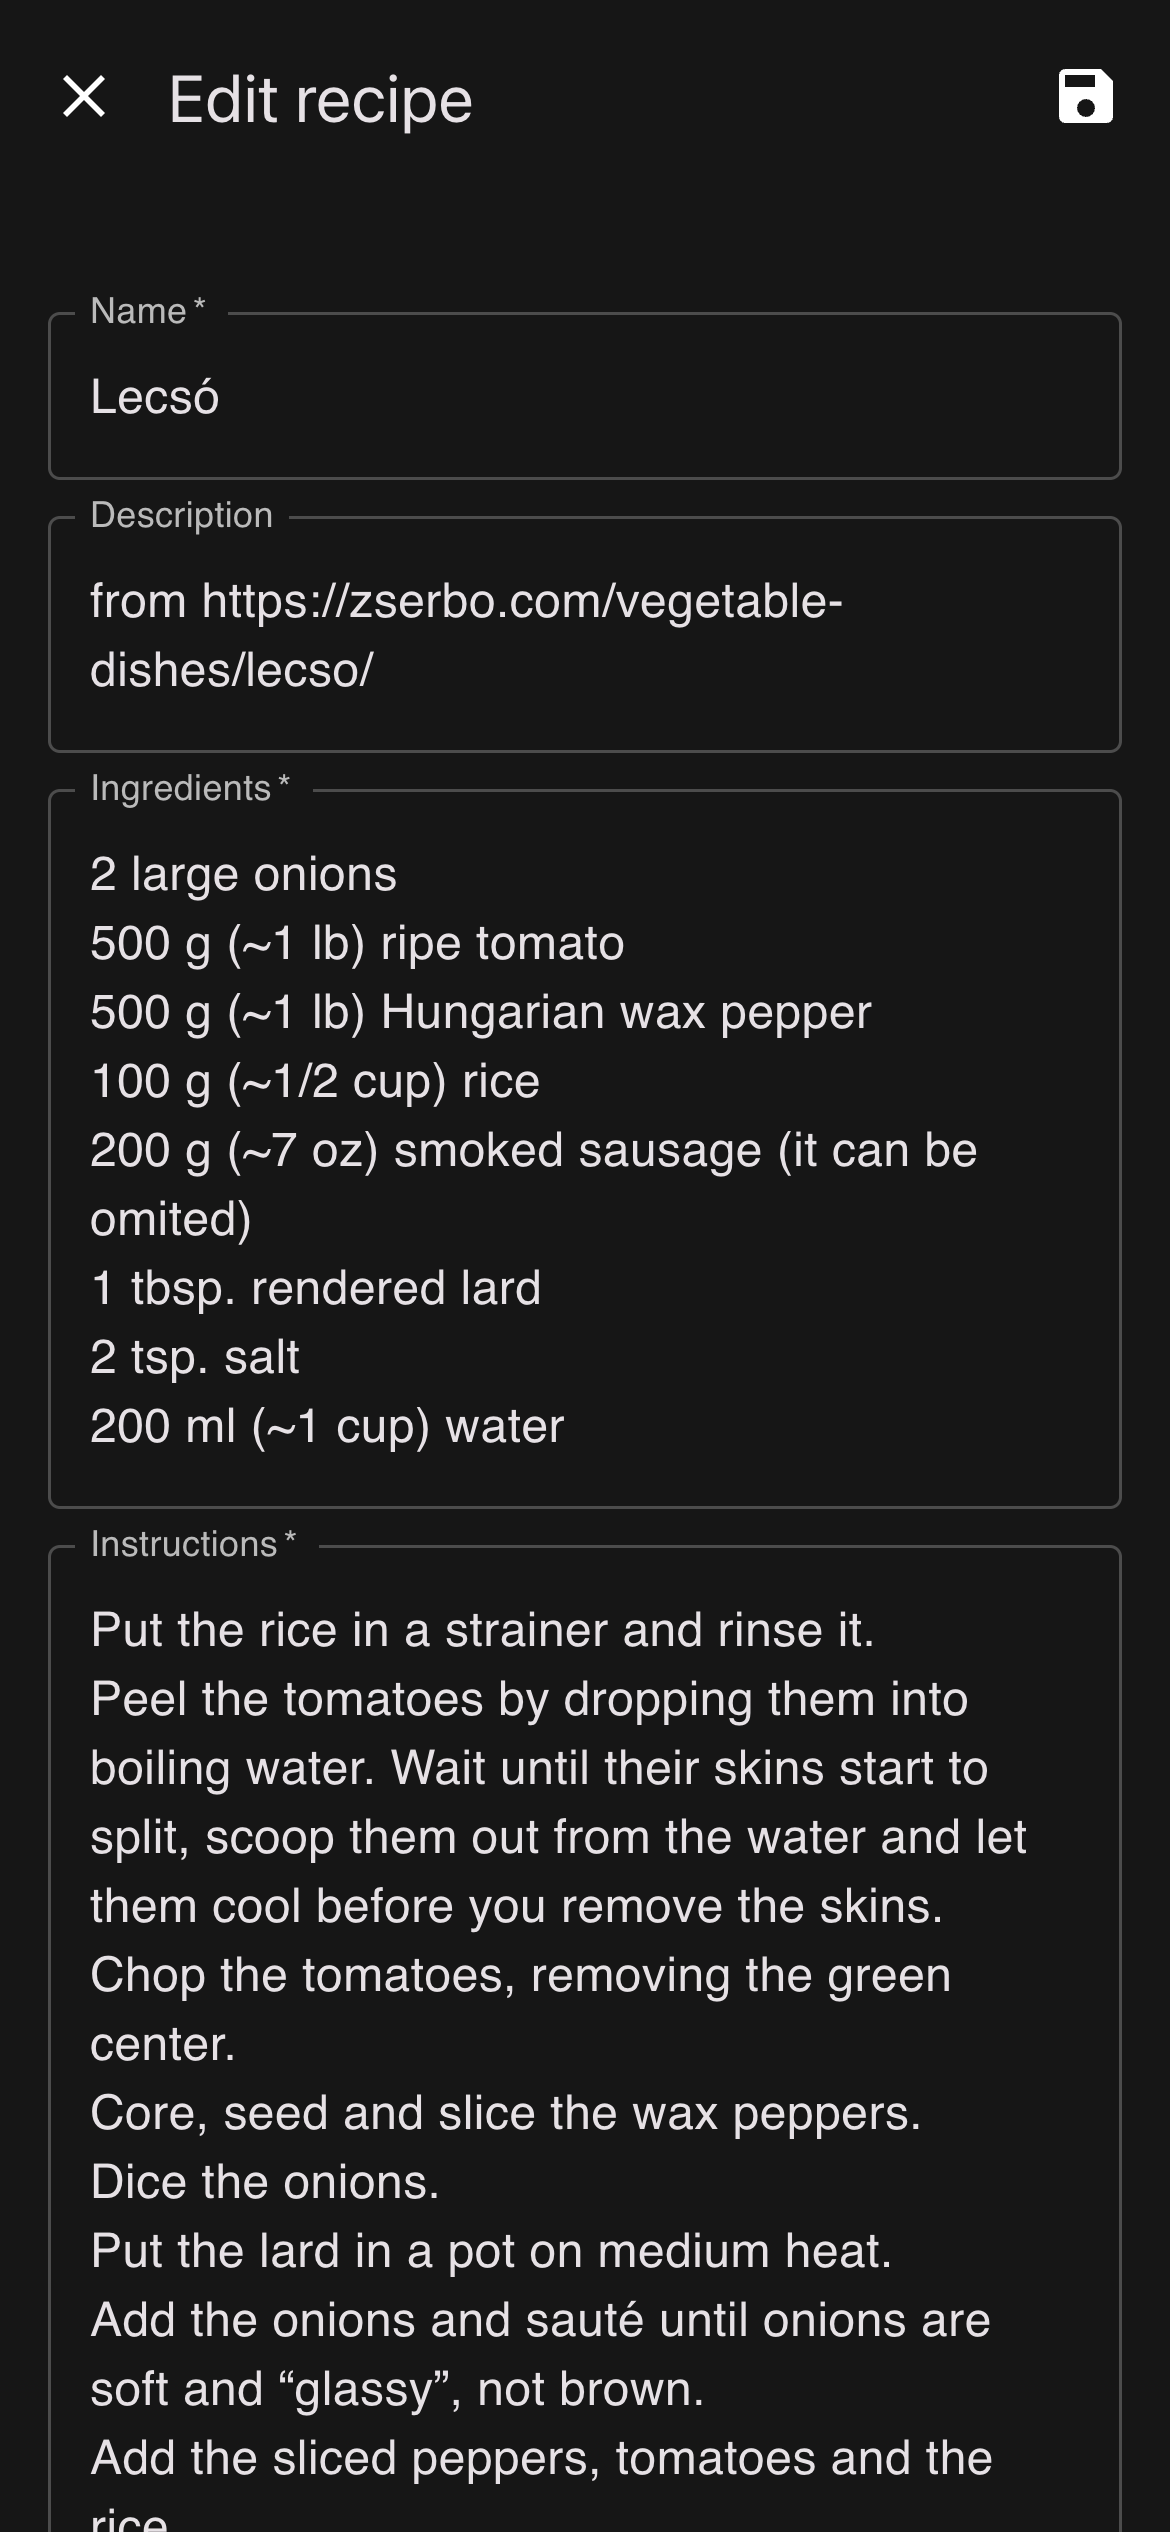 Edit recipe
Name *
Lecsó
Description
from https://zserbo.com/vegetable-
dishes/lecso/
Ingredients *
2 large onions
500 g (~1 lb) ripe tomato
500 g (~1 lb) Hungarian wax pepper
100 g (~1/2 cup) rice
200 g (~7 oz) smoked sausage (it can be
omited)
1 tbsp. rendered lard
2 tsp. salt
200 ml (~1 cup) water
Instructions *
Put the rice in a strainer and rinse it.
Peel the tomatoes by dropping them into
boiling water. Wait until their skins start to
split, scoop them out from the water and let
them cool before you remove the skins.
Chop the tomatoes, removing the green
center.
Core, seed and slice the wax peppers.
Dice the onions.
Put the lard in a pot on medium heat.
Add the onions and sauté until onions are
soft and “glassy”, not brown.
Add the sliced peppers, tomatoes and the
rice